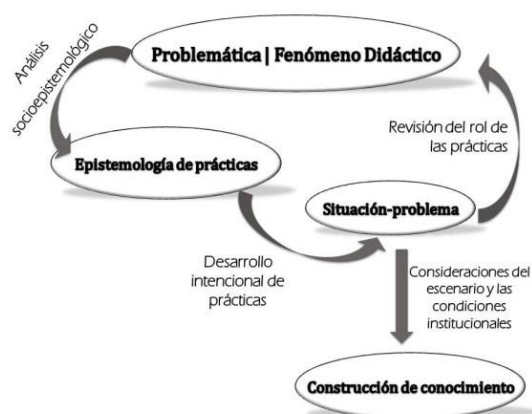 Problemática | Fenómeno Didáctico
Análisis
socioepistemológico
Revisión del rol de
las prácticas
Epistemología de prácticas
Situación-problema
Desarrollo
intencional de
prácticas
Consideraciones del
escenario y las
condiciones
institucionales
Construcción de conocimiento